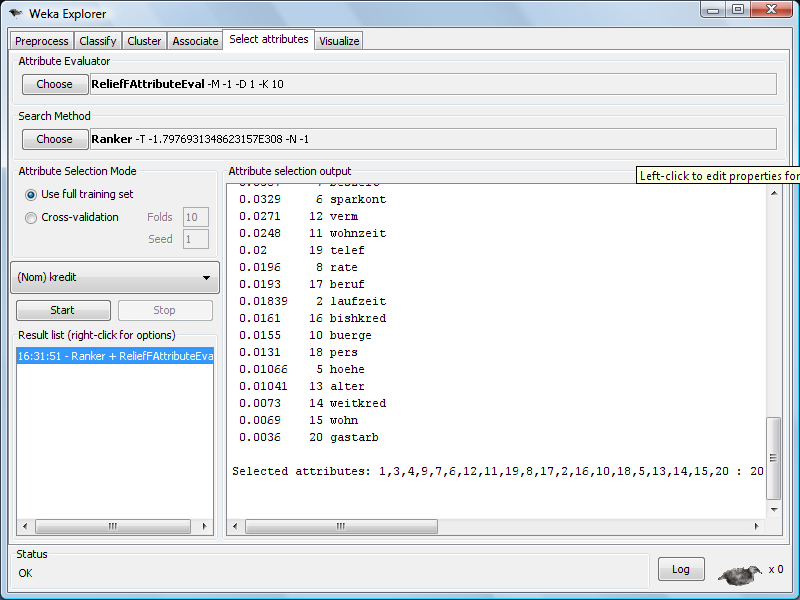 Weka Explorer
Preprocess Classify Cluster Associate Select attributes Visualize
Attribute Evaluator
Choose ReliefFAttributeEval -M -1 -D 1 -K 10
Search Method
Choose Ranker -T -1.7976931348623157E308 -N -1
Left-click to edit properties for
Attribute Selection Mode
Use full training set
Cross-validation Folds 10
Seed 1
(Nom) kredit
Start Stop
Result list (right-click for options)
16:31:51 - Ranker + ReliefFAttributeEva
Attribute selection output
0.0329 6 sparkont
0.0271 12 verm
0.0248 11 wohnzeit
0.02 19 telef
0.0196 8 rate
0.0193 17 beruf
0.01839 2 laufzeit
0.0161 16 bishkred
0.0155 10 buerge
0.0131 18 pers
0.01066 5 hoehe
0.01041 13 alter
0.0073 14 weitkred
0.0069 15 wohn
0.0036 20 gastarb
Selected attributes: 1,3,4,9,7,6,12,11,19,8,17,2,16,10,18,5,13,14,15,20 : 20
Status
OK
Log
x 0